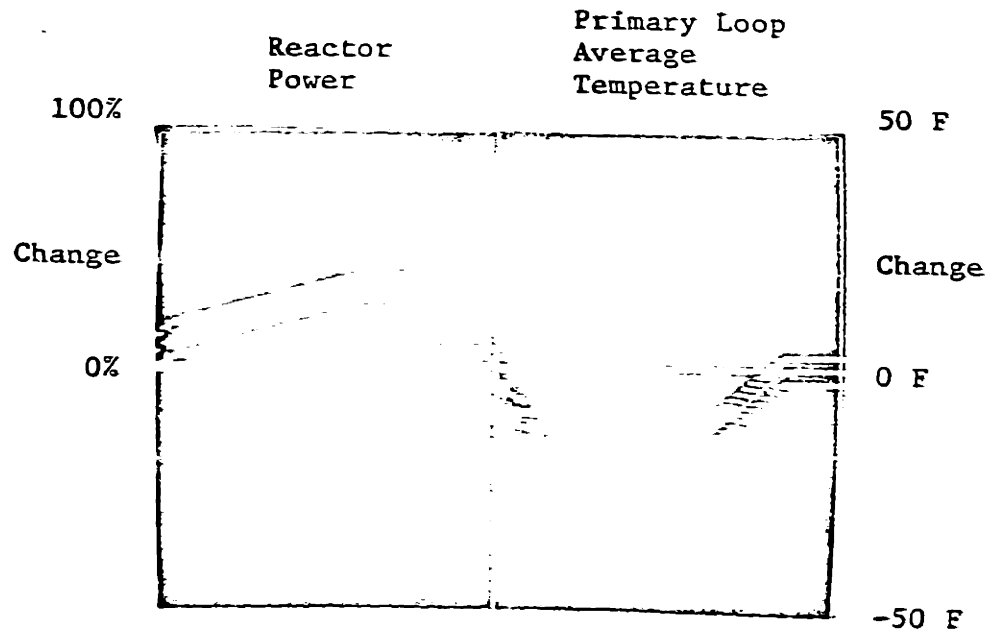 Reactor
Power
Primary Loop
Average
Temperature
100%
50 F
Change
Change
0%
0 F
-50 F